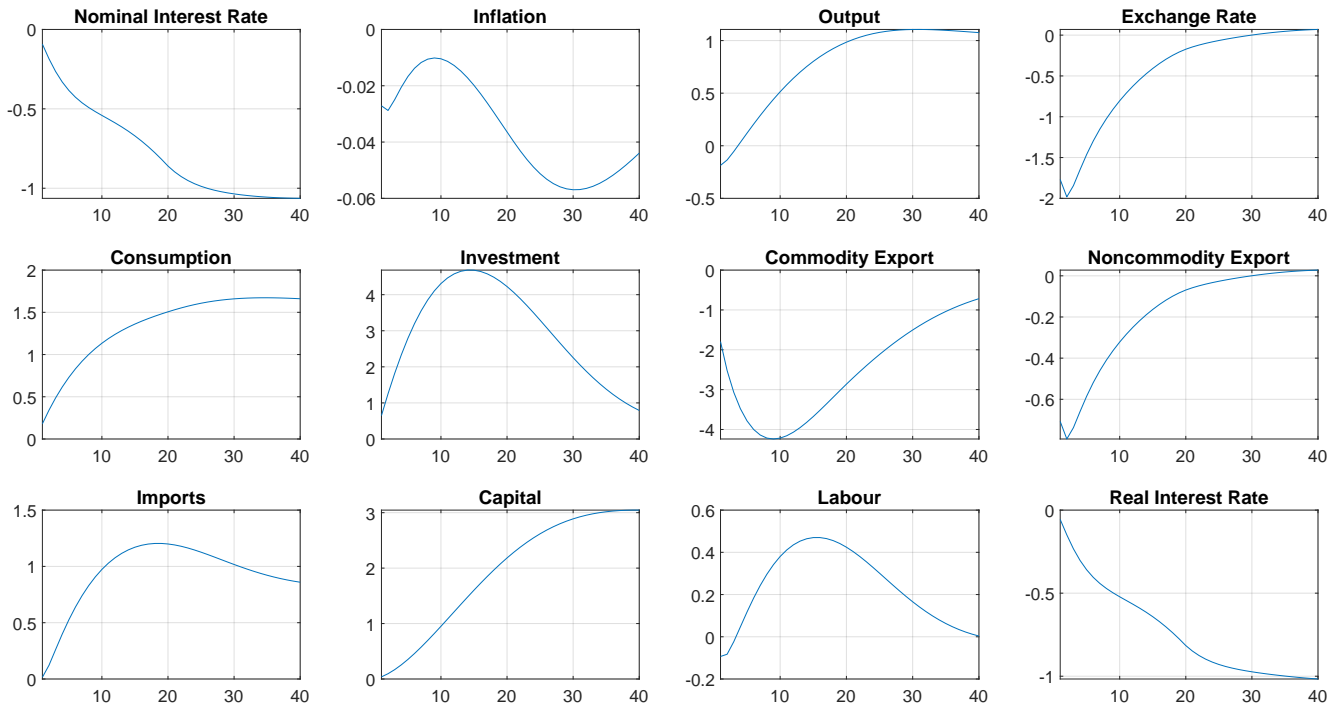 Nominal Interest Rate
0
-0.5
-1
10 20 30 40
Inflation
0
-0.02
-0.04
-0.06
10 20 30 40
Output
1
0.5
0
-0.5
10 20 30 40
Exchange Rate
0
-0.5
-1
-1.5
-2
10 20 30 40
Consumption
2
1.5
1
0.5
0
10 20 30 40
Investment
4
3
2
1
0
10 20 30 40
Commodity Export
0
-1
-2
-3
-4
10 20 30 40
Noncommodity Export
0
-0.2
-0.4
-0.6
10 20 30 40
Imports
1.5
1
0.5
0
10 20 30 40
Capital
3
2
1
0
10 20 30 40
Labour
0.6
0.4
0.2
0
-0.2
10 20 30 40
Real Interest Rate
0
-0.5
-1
10 20 30 40